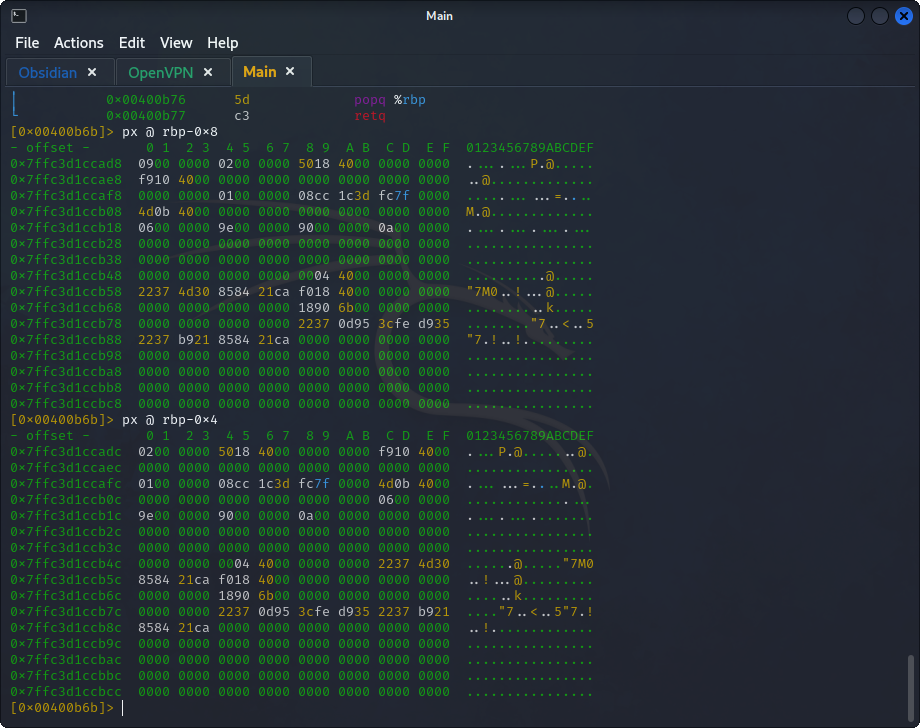 Main
File Actions Edit View Help
Obsidian × OpenVPN × Main ×
0×00400b76 5d popq %rbp
0×00400b77 c3 retq
[0×00400b6b]> px @ rbp-0×8
- offset - 0 1 2 3 4 5 6 7 8 9 A B C D E F 0123456789ABCDEF
0×7ffc3d1ccad8 0900 0000 0200 0000 5018 4000 0000 0000 ........P.@.....
0×7ffc3d1ccae8 f910 4000 0000 0000 0000 0000 0000 0000 ..@.............
0×7ffc3d1ccaf8 0000 0000 0100 0000 08cc 1c3d fc7f 0000 ...........=....
0×7ffc3d1ccb08 4d0b 4000 0000 0000 0000 0000 0000 0000 M.@.............
0×7ffc3d1ccb18 0600 0000 9e00 0000 9000 0000 0a00 0000 ................
0×7ffc3d1ccb28 0000 0000 0000 0000 0000 0000 0000 0000 ................
0×7ffc3d1ccb38 0000 0000 0000 0000 0000 0000 0000 0000 ................
0×7ffc3d1ccb48 0000 0000 0000 0000 0004 4000 0000 0000 ..........@.....
0×7ffc3d1ccb58 2237 4d30 8584 21ca f018 4000 0000 0000 "7M0..!...@.....
0×7ffc3d1ccb68 0000 0000 0000 0000 1890 6b00 0000 0000 ..........k.....
0×7ffc3d1ccb78 0000 0000 0000 0000 2237 0d95 3cfe d935 ........"7..<..5
0×7ffc3d1ccb88 2237 b921 8584 21ca 0000 0000 0000 0000 "7.!..!.........
0×7ffc3d1ccb98 0000 0000 0000 0000 0000 0000 0000 0000 ................
0×7ffc3d1ccba8 0000 0000 0000 0000 0000 0000 0000 0000 ................
0×7ffc3d1ccbb8 0000 0000 0000 0000 0000 0000 0000 0000 ................
0×7ffc3d1ccbc8 0000 0000 0000 0000 0000 0000 0000 0000 ................
[0×00400b6b]> px @ rbp-0×4
- offset - 0 1 2 3 4 5 6 7 8 9 A B C D E F 0123456789ABCDEF
0×7ffc3d1ccadc 0200 0000 5018 4000 0000 0000 f910 4000 ....P.@.......@.
0×7ffc3d1ccaec 0000 0000 0000 0000 0000 0000 0000 0000 ................
0×7ffc3d1ccafc 0100 0000 08cc 1c3d fc7f 0000 4d0b 4000 .......=....M.@.
0×7ffc3d1ccb0c 0000 0000 0000 0000 0000 0000 0600 0000 ................
0×7ffc3d1ccb1c 9e00 0000 9000 0000 0a00 0000 0000 0000 ................
0×7ffc3d1ccb2c 0000 0000 0000 0000 0000 0000 0000 0000 ................
0×7ffc3d1ccb3c 0000 0000 0000 0000 0000 0000 0000 0000 ................
0×7ffc3d1ccb4c 0000 0000 0004 4000 0000 0000 2237 4d30 ......@....."7M0
0×7ffc3d1ccb5c 8584 21ca f018 4000 0000 0000 0000 0000 ..!...@.........
0×7ffc3d1ccb6c 0000 0000 1890 6b00 0000 0000 0000 0000 ......k.........
0×7ffc3d1ccb7c 0000 0000 2237 0d95 3cfe d935 2237 b921 ...."7..<..5"7.!
0×7ffc3d1ccb8c 8584 21ca 0000 0000 0000 0000 0000 0000 ..!.............
0×7ffc3d1ccb9c 0000 0000 0000 0000 0000 0000 0000 0000 ................
0×7ffc3d1ccbac 0000 0000 0000 0000 0000 0000 0000 0000 ................
0×7ffc3d1ccbbc 0000 0000 0000 0000 0000 0000 0000 0000 ................
0×7ffc3d1ccbcc 0000 0000 0000 0000 0000 0000 0000 0000 ................
[0×00400b6b]>